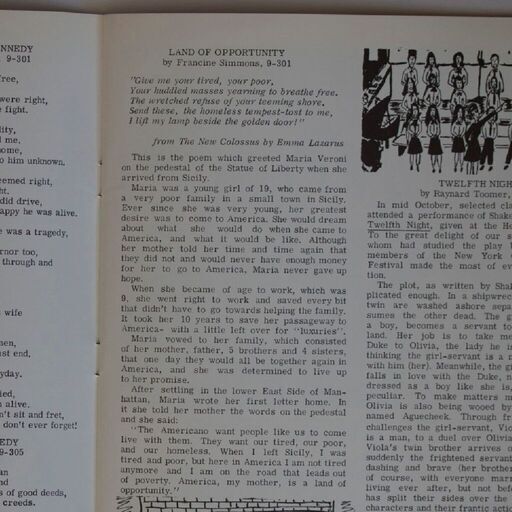 NNEDY
9-301
ree,
were right,
e fight.
lity,
d me.
home,
to him unknown.
eemed right,
ht,
did drive,
appy he was alive.
was a tragedy,
ernor too,
through and
wife
men,
ust end,
yday.
ied,
n alive.
n't sit and fret,
don't ever forget!
EDY
9-305
an
nd
s of good deeds,
creeds.
LAND OF OPPORTUNITY
by Francine Simmons, 9-301
"Give me your tired, your poor,
Your huddled masses yearning to breathe free.
The wretched refuse of your teeming shore.
Send these, the homeless tempest-tost to me,
I lift my lamp beside the golden door!"
from The New Colossus by Emma Lazarus
This is the poem which greeted Maria Veroni
on the pedestal of the Statue of Liberty when she
arrived from Sicily.
Maria was a young girl of 19, who came from
a very poor family in a small town in Sicily.
Ever since she was very young, her greatest
desire was to come to America. She would dream
about what she would do when she came to
America, and what it would be like. Although
her mother told her time and time again that
they did not and would never have enough money
for her to go to America, Maria never gave up
hope.
When she became of age to work, which was
9, she went right to work and saved every bit
that didn't have to go towards helping the family.
It took her 10 years to save her passageway to
America- with a little left over for "luxuries".
Maria vowed to her family, which consisted
of her mother, father, 5 brothers and 4 sisters,
that one day they would all be together again in
America, and she was determined to live up
to her promise.
After settling in the lower East Side of Man-
hattan, Maria wrote her first letter home. In
it she told her mother the words on the pedestal
and she said:
"The Americano want people like us to come
live with them. They want our tired, our poor,
and our homeless. When I left Sicily, I was
tired and poor, but here in America I am not tired
anymore and I am on the road that leads out
of poverty. America, my mother, is a land of
opportunity."
TWELFTH NIGH
by Raynard Toomer,
In mid October, selected cla
attended a performance of Shake
Twelfth Night, given at the He
To the great delight of our s
whom had studied the play b
members of the New York
Festival made the most of eve
tion.
The plot, as written by Shak
plicated enough. In a shipwreck
twin are washed ashore separa
sumes the other dead. The g
a boy, becomes a servant to
land. Her job is to take me
Duke to Olivia, the lady he is
thinking the girl-servant is a m
with him (her). Meanwhile, the gi
falls in love with the Duke, n
dressed as a boy like she is,
peculiar. To make matters m
Olivia is also being wooped by
named Aguecheek. Through fr
challenges the girl-servant, Vio
is a man, to a duel over Olivia
Viola's twin brother arrives on
suddenly the frightened servant
dashing and brave (her brother
of course, with everyone marr
living ever after, but not befo
has split their sides over the
characters and their frantic action